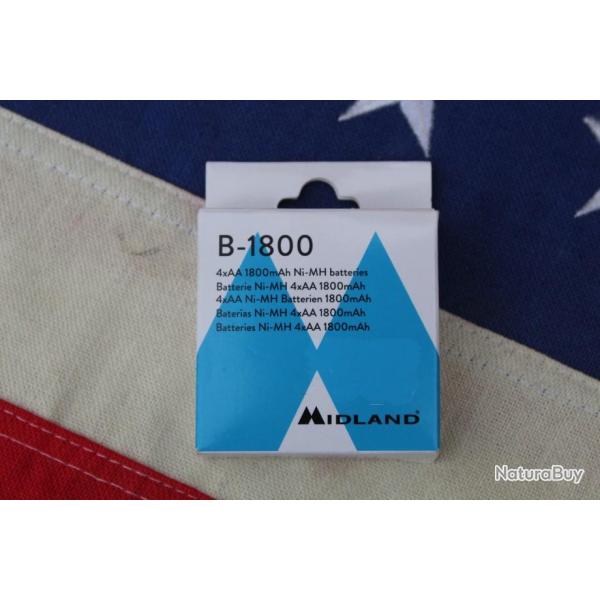 B-1800
4xAA 1800mAh Ni-MH batteries
Batterie Ni-MH 4xAA 1800mAh
4xAA Ni-MH Batterien 1800mAh
Baterias Ni-MH 4xAA 1800mAh
Batteries Ni-MH 4xAA 1800mAh
MIDLAND®
NaturaBuy